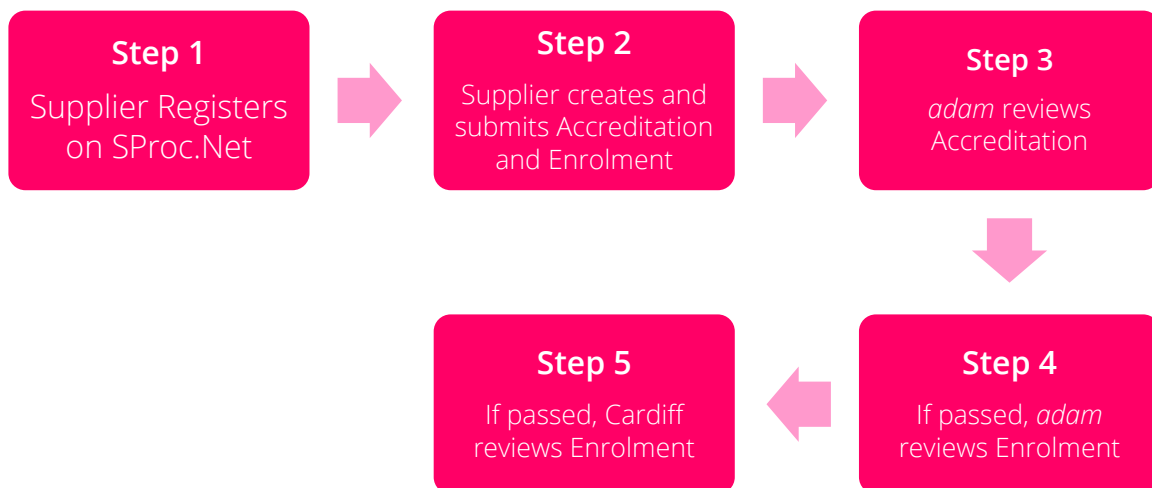 Step 1
Supplier Registers
on SProc.Net
Step 2
Supplier creates and
submits Accreditation
and Enrolment
Step 3
adam reviews
Accreditation
Step 4
If passed, adam
reviews Enrolment
Step 5
If passed, Cardiff
reviews Enrolment